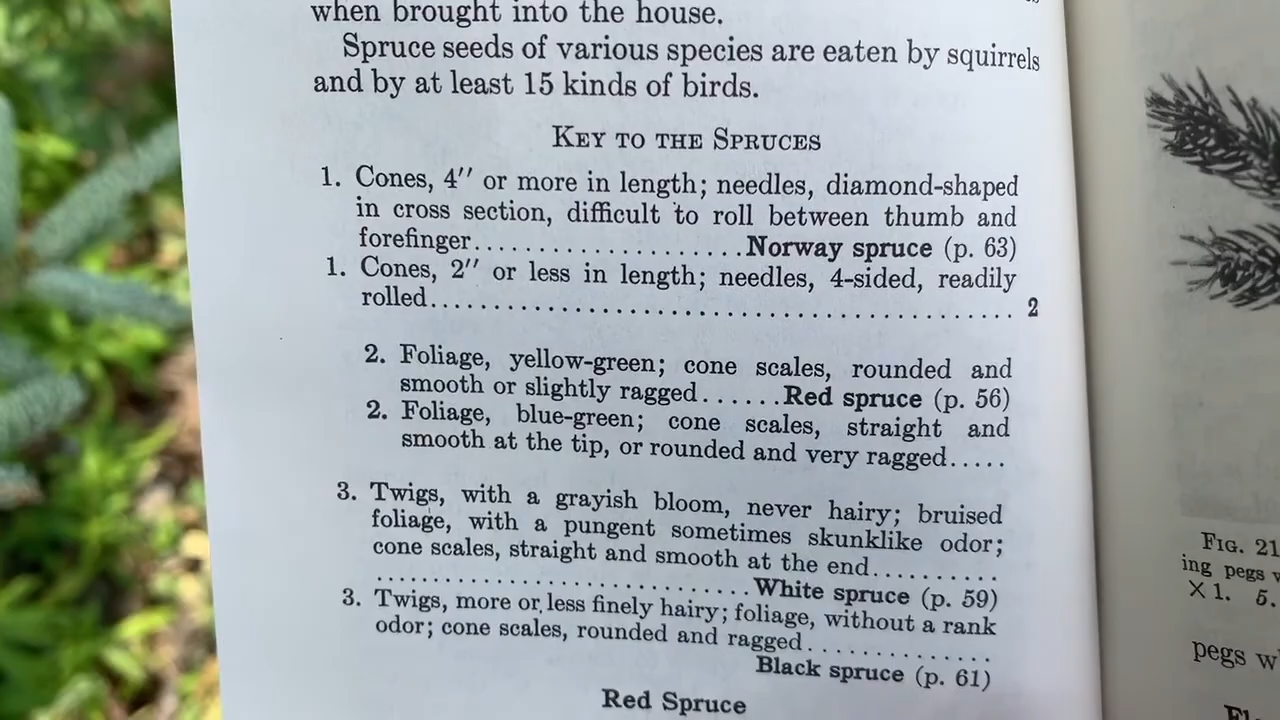 when brought into the house.
Spruce seeds of various species are eaten by squirrels
and by at least 15 kinds of birds.
KEY TO THE SPRUCES
1. Cones, 4″ or more in length; needles, diamond-shaped
in cross section, difficult to roll between thumb and
forefinger........................Norway spruce (p. 63)
1. Cones, 2″ or less in length; needles, 4-sided, readily
rolled............................................. 2
2. Foliage, yellow-green; cone scales, rounded and
smooth or slightly ragged......Red spruce (p. 56)
2. Foliage, blue-green; cone scales, straight and
smooth at the tip, or rounded and very ragged.....
3. Twigs, with a grayish bloom, never hairy; bruised
foliage, with a pungent sometimes skunklike odor;
cone scales, straight and smooth at the end..........
.............................White spruce (p. 59)
3. Twigs, more or less finely hairy; foliage, without a rank
odor; cone scales, rounded and ragged..............
Black spruce (p. 61)
Red Spruce
FIG. 21
ing pegs
X 1. 5.
pegs